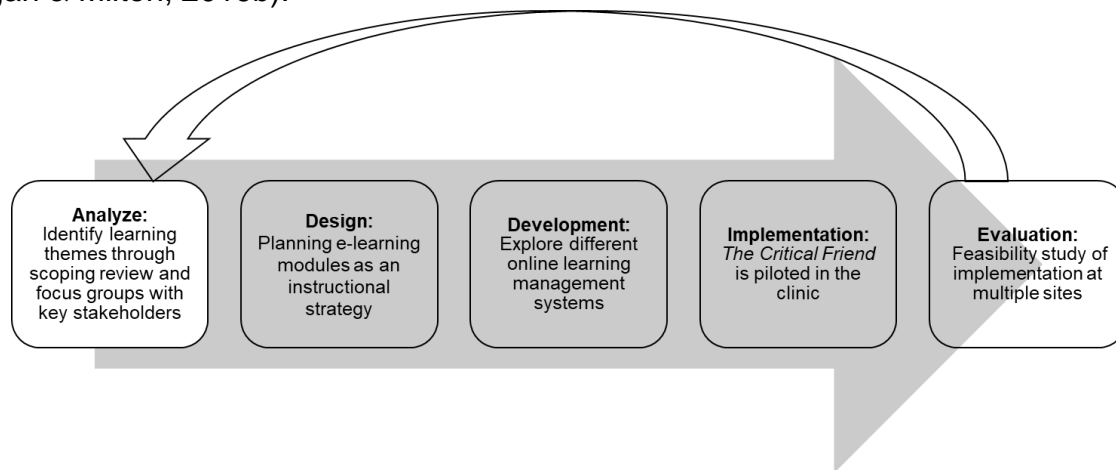 Analyze:
Identify learning
themes through
scoping review and
focus groups with
key stakeholders
Design:
Planning e-learning
modules as an
instructional
strategy
Development:
Explore different
online learning
management
systems
Implementation:
The Critical Friend
is piloted in the
clinic
Evaluation:
Feasibility study of
implementation at
multiple sites